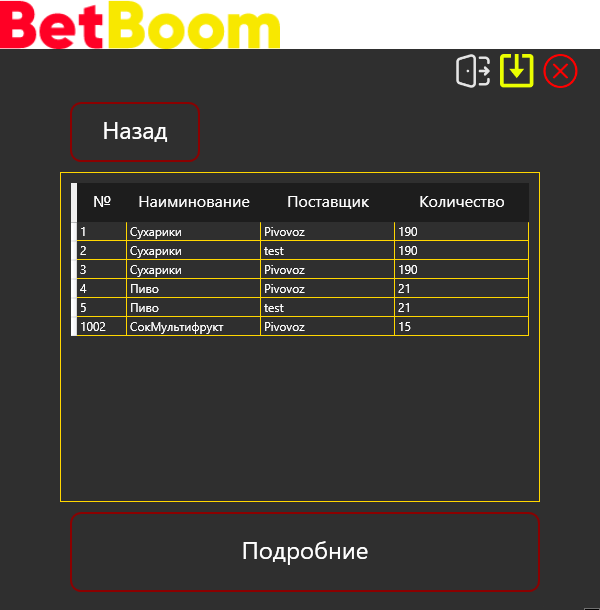 BetBoom
Назад
№ Наиминование Поставщик Количество
1 Сухарики Pivovoz 190
2 Сухарики test 190
3 Сухарики Pivovoz 190
4 Пиво Pivovoz 21
5 Пиво test 21
1002 СокМультифрукт Pivovoz 15
Подробние